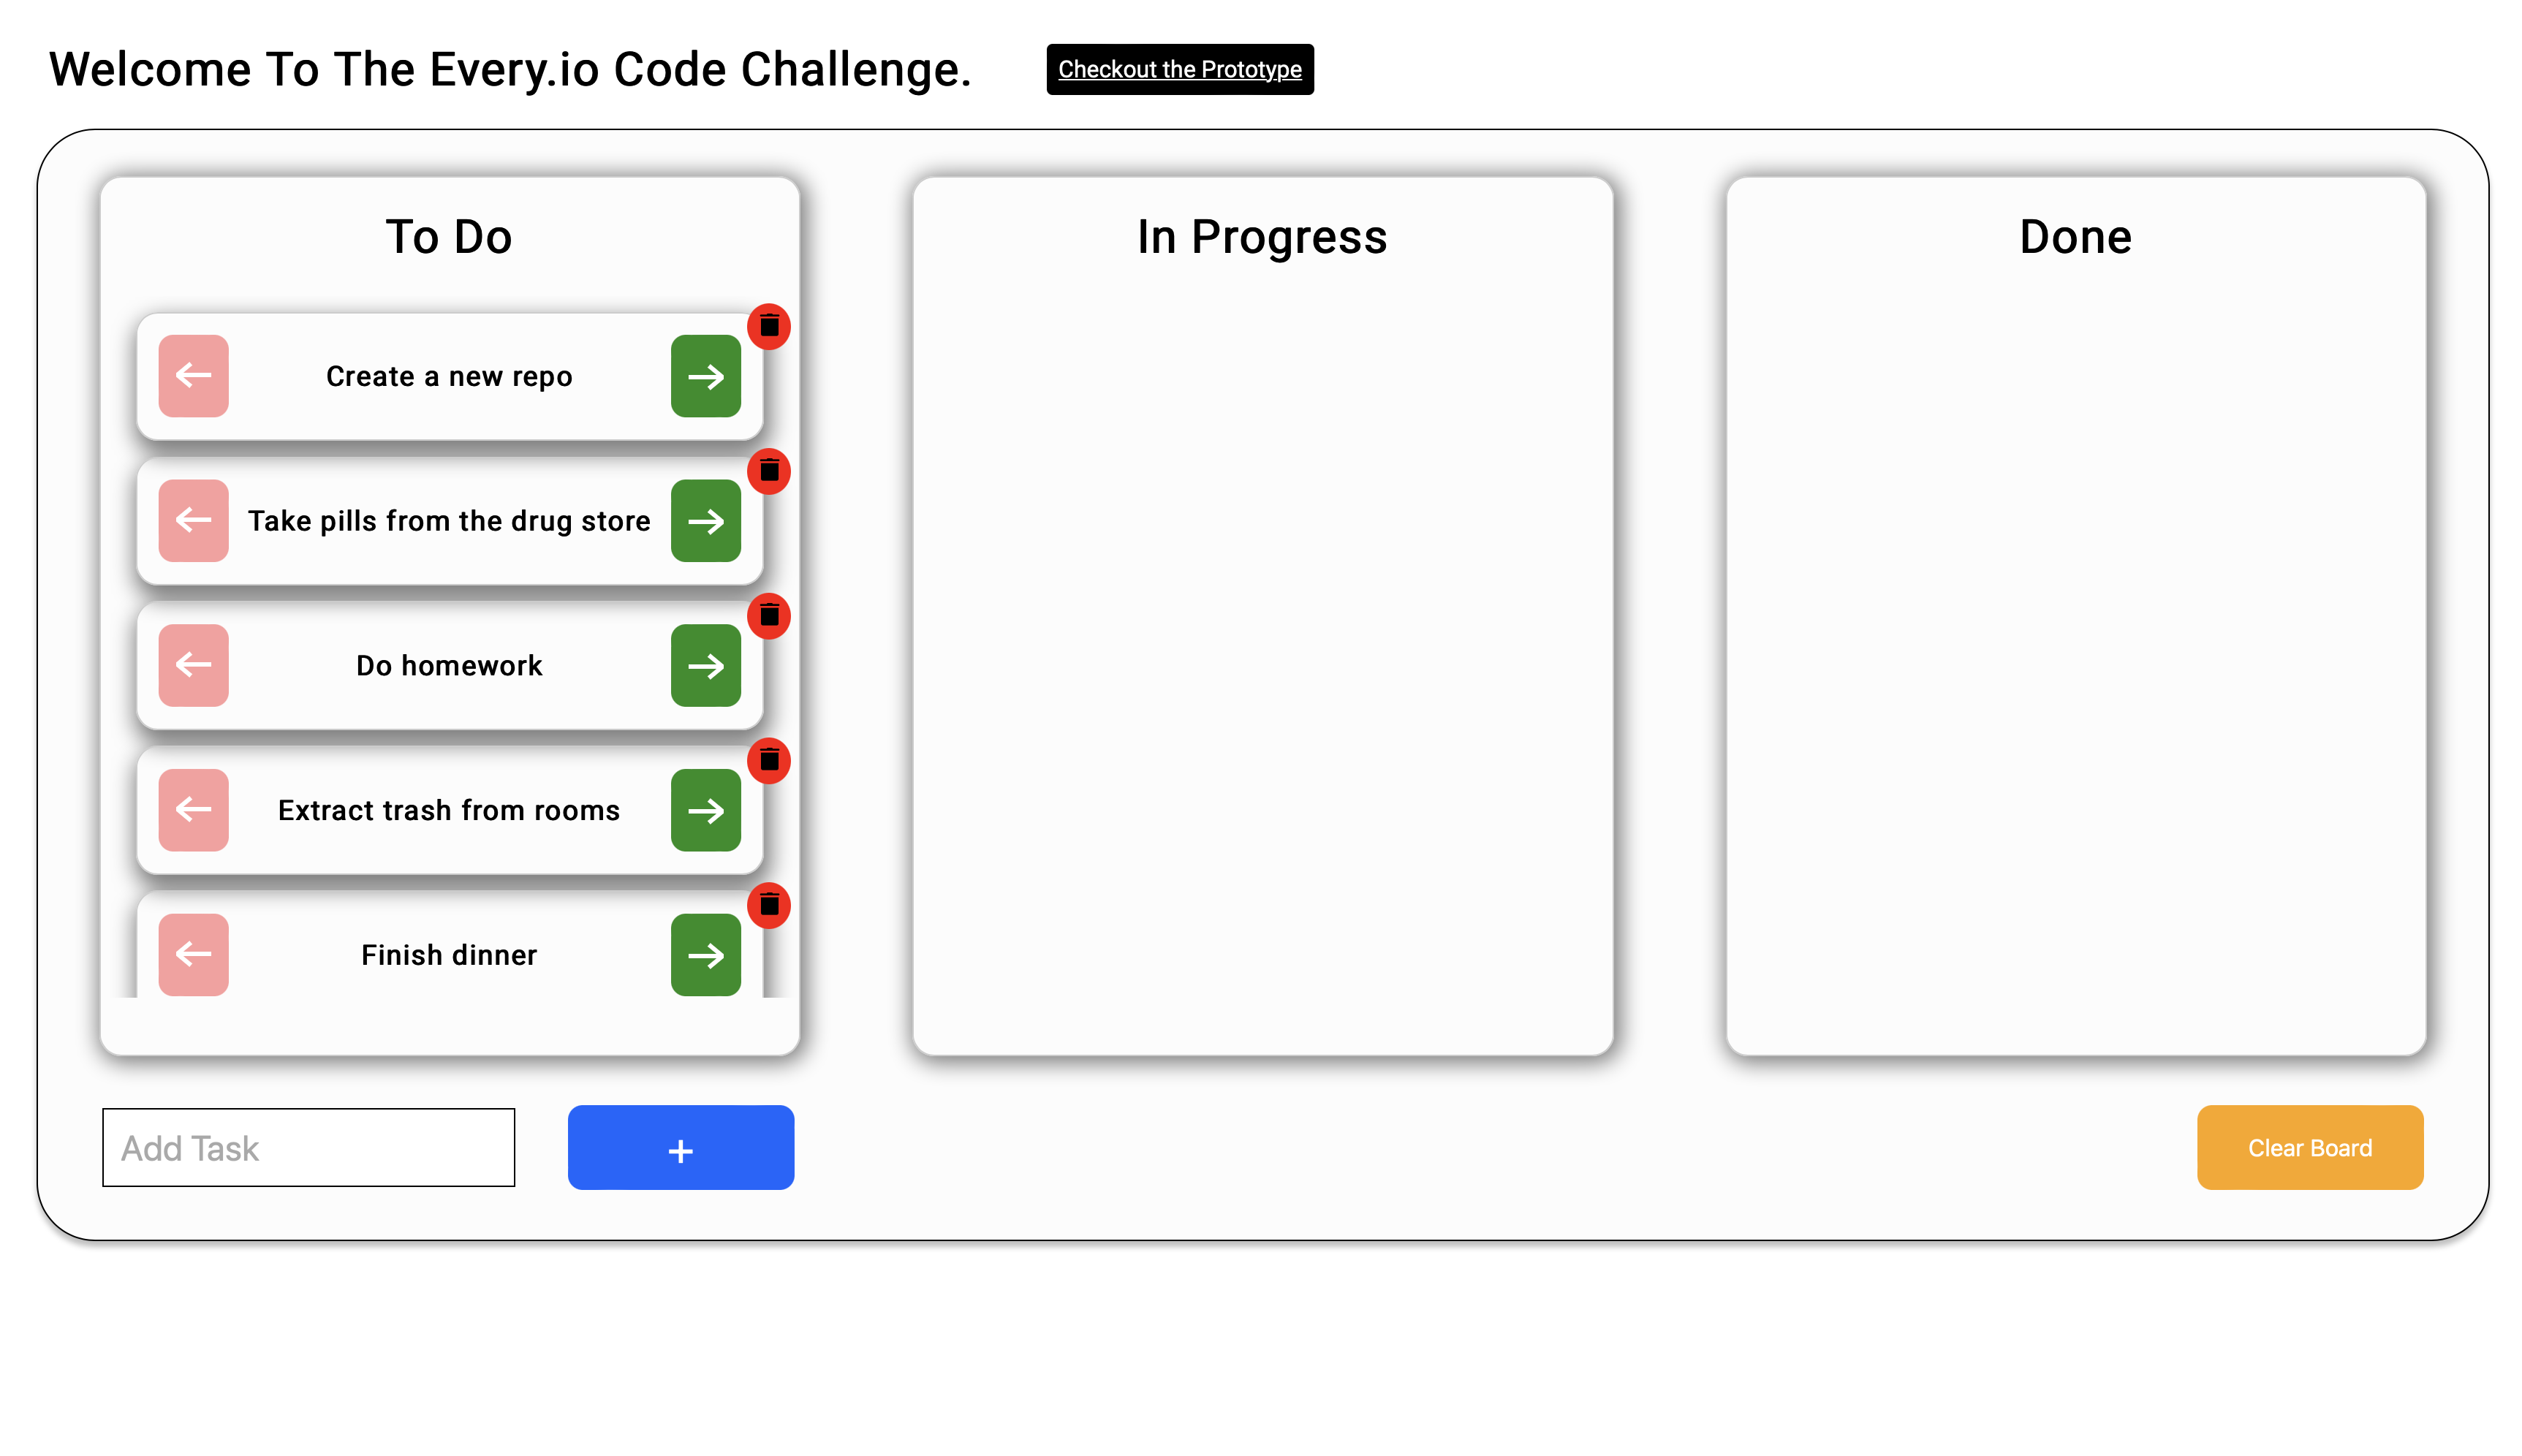 Welcome To The Every.io Code Challenge.
Checkout the Prototype
To Do
Create a new repo
Take pills from the drug store
Do homework
Extract trash from rooms
Finish dinner
In Progress
Done
Add Task
+
Clear Board